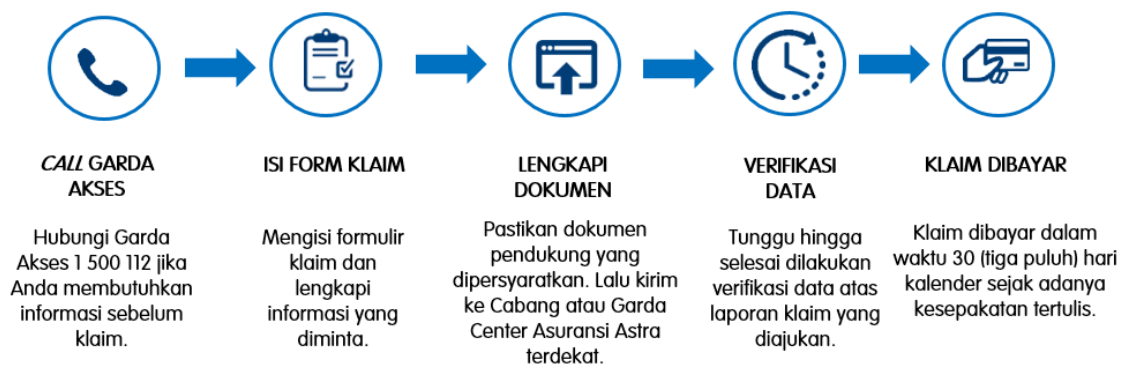 CALL GARDA
AKSES
Hubungi Garda
Akses 1 500 112 jika
Anda membutuhkan
informasi sebelum
klaim.
ISI FORM KLAIM
Mengisi formulir
klaim dan
lengkapi
informasi yang
diminta.
LENGKAPI
DOKUMEN
Pastikan dokumen
pendukung yang
dipersyaratkan. Lalu kirim
ke Cabang atau Garda
Center Asuransi Astra
terdekat.
VERIFIKASI
DATA
Tunggu hingga
selesai dilakukan
verifikasi data atas
laporan klaim yang
diajukan.
KLAIM DIBAYAR
Klaim dibayar dalam
waktu 30 (tiga puluh) hari
kalender sejak adanya
kesepakatan tertulis.